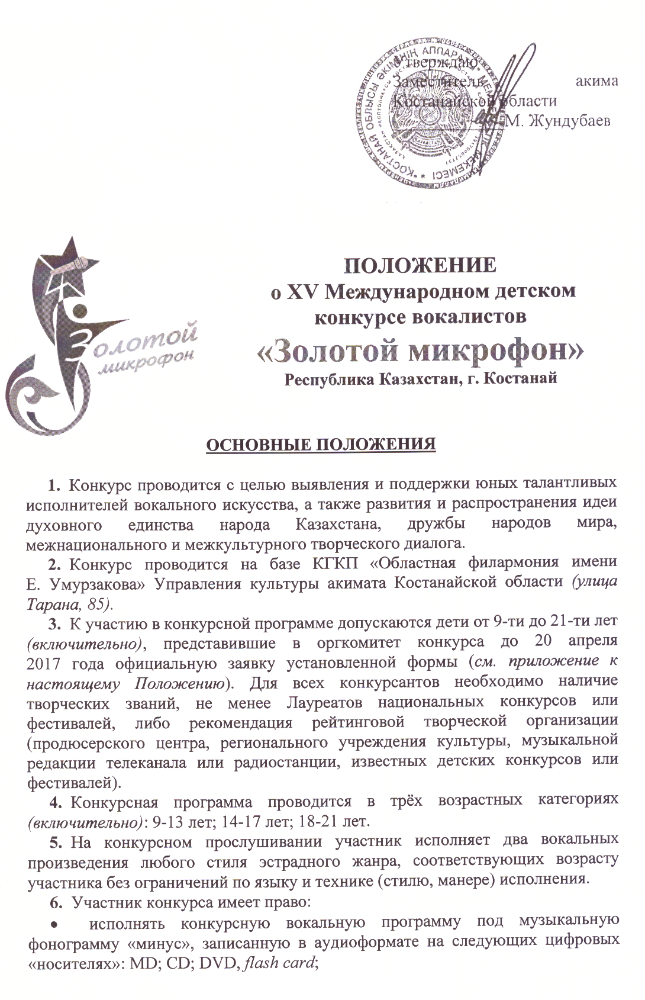 Утверждаю
Заместитель акима
Костанайской области
М. Жундубаев
ҚОСТАНАЙ ОБЛЫСЫ ӘКІМІНІҢ АППАРАТЫ МЕКЕМЕСІ
ПОЛОЖЕНИЕ
о XV Международном детском
конкурсе вокалистов
«Золотой микрофон»
Республика Казахстан, г. Костанай
Золотой
микрофон
ОСНОВНЫЕ ПОЛОЖЕНИЯ
1. Конкурс проводится с целью выявления и поддержки юных талантливых
исполнителей вокального искусства, а также развития и распространения идеи
духовного единства народа Казахстана, дружбы народов мира,
межнационального и межкультурного творческого диалога.
2. Конкурс проводится на базе КГКП «Областная филармония имени
Е. Умурзакова» Управления культуры акимата Костанайской области (улица
Тарана, 85).
3. К участию в конкурсной программе допускаются дети от 9-ти до 21-ти лет
(включительно), представившие в оргкомитет конкурса до 20 апреля
2017 года официальную заявку установленной формы (см. приложение к
настоящему Положению). Для всех конкурсантов необходимо наличие
творческих званий, не менее Лауреатов национальных конкурсов или
фестивалей, либо рекомендация рейтинговой творческой организации
(продюсерского центра, регионального учреждения культуры, музыкальной
редакции телеканала или радиостанции, известных детских конкурсов или
фестивалей).
4. Конкурсная программа проводится в трёх возрастных категориях
(включительно): 9-13 лет; 14-17 лет; 18-21 лет.
5. На конкурсном прослушивании участник исполняет два вокальных
произведения любого стиля эстрадного жанра, соответствующих возрасту
участника без ограничений по языку и технике (стилю, манере) исполнения.
6. Участник конкурса имеет право:
• исполнять конкурсную вокальную программу под музыкальную
фонограмму «минус», записанную в аудиоформате на следующих цифровых
«носителях»: MD; CD; DVD, flash card;